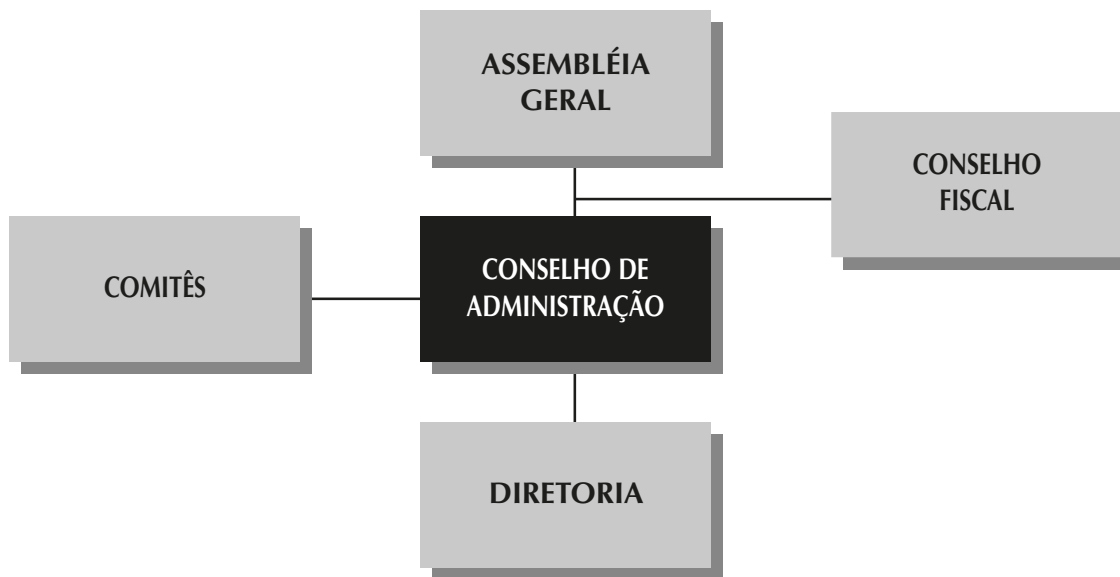 ASSEMBLÉIA
GERAL
CONSELHO
FISCAL
COMITÊS
CONSELHO DE
ADMINISTRAÇÃO
DIRETORIA